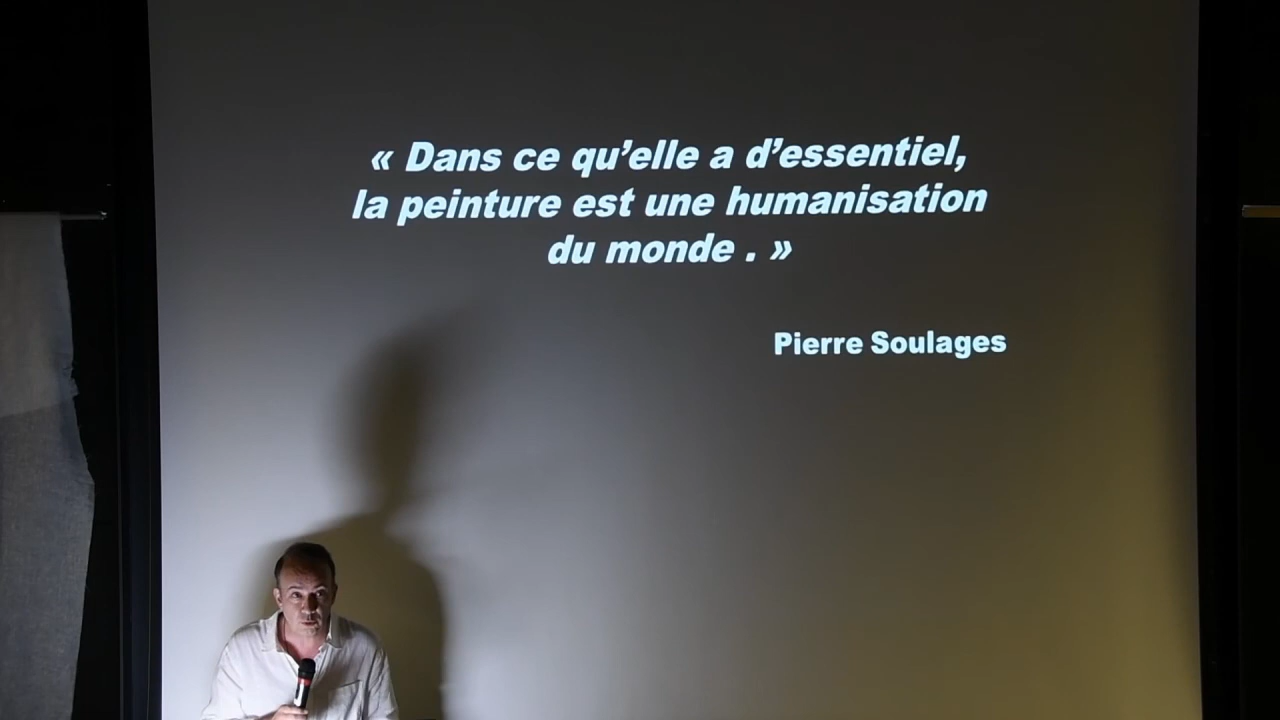 « Dans ce qu’elle a d’essentiel,
la peinture est une humanisation
du monde . »
Pierre Soulages